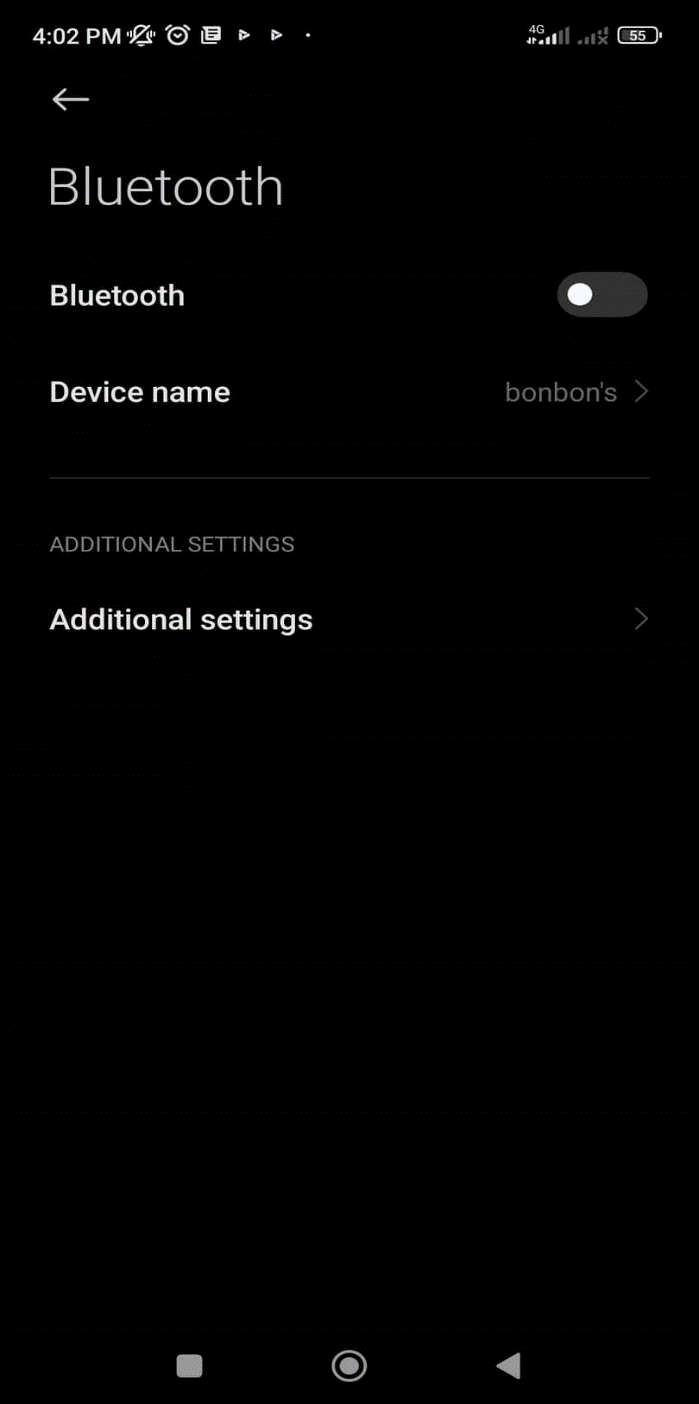 4:02 PM 4G 55
Bluetooth
Bluetooth
Device name bonbon's
ADDITIONAL SETTINGS
Additional settings